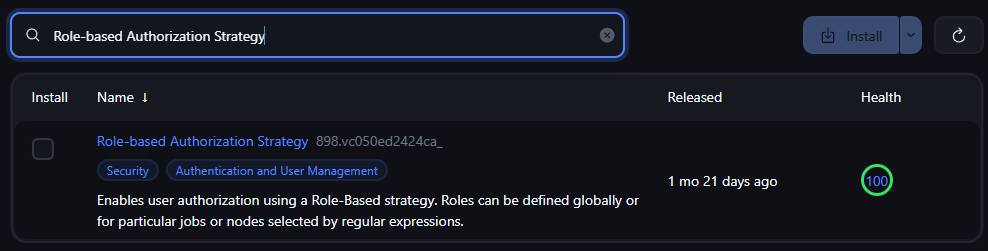 Role-based Authorization Strategy
Install
Install Name ↓ Released Health
Role-based Authorization Strategy 898.vc050ed2424ca_
Security Authentication and User Management
1 mo 21 days ago 100
Enables user authorization using a Role-Based strategy. Roles can be defined globally or
for particular jobs or nodes selected by regular expressions.